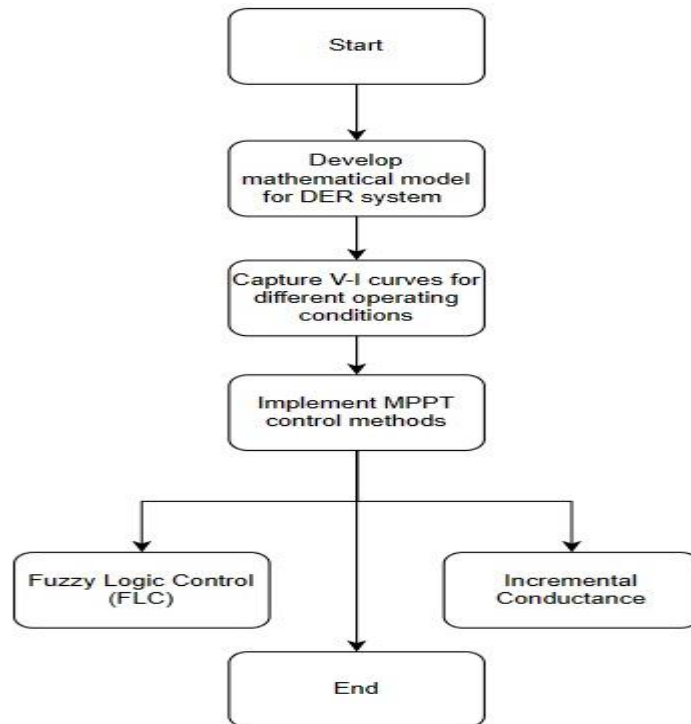 Start
Develop
mathematical model
for DER system
Capture V-I curves for
different operating
conditions
Implement MPPT
control methods
Fuzzy Logic Control
(FLC)
Incremental
Conductance
End